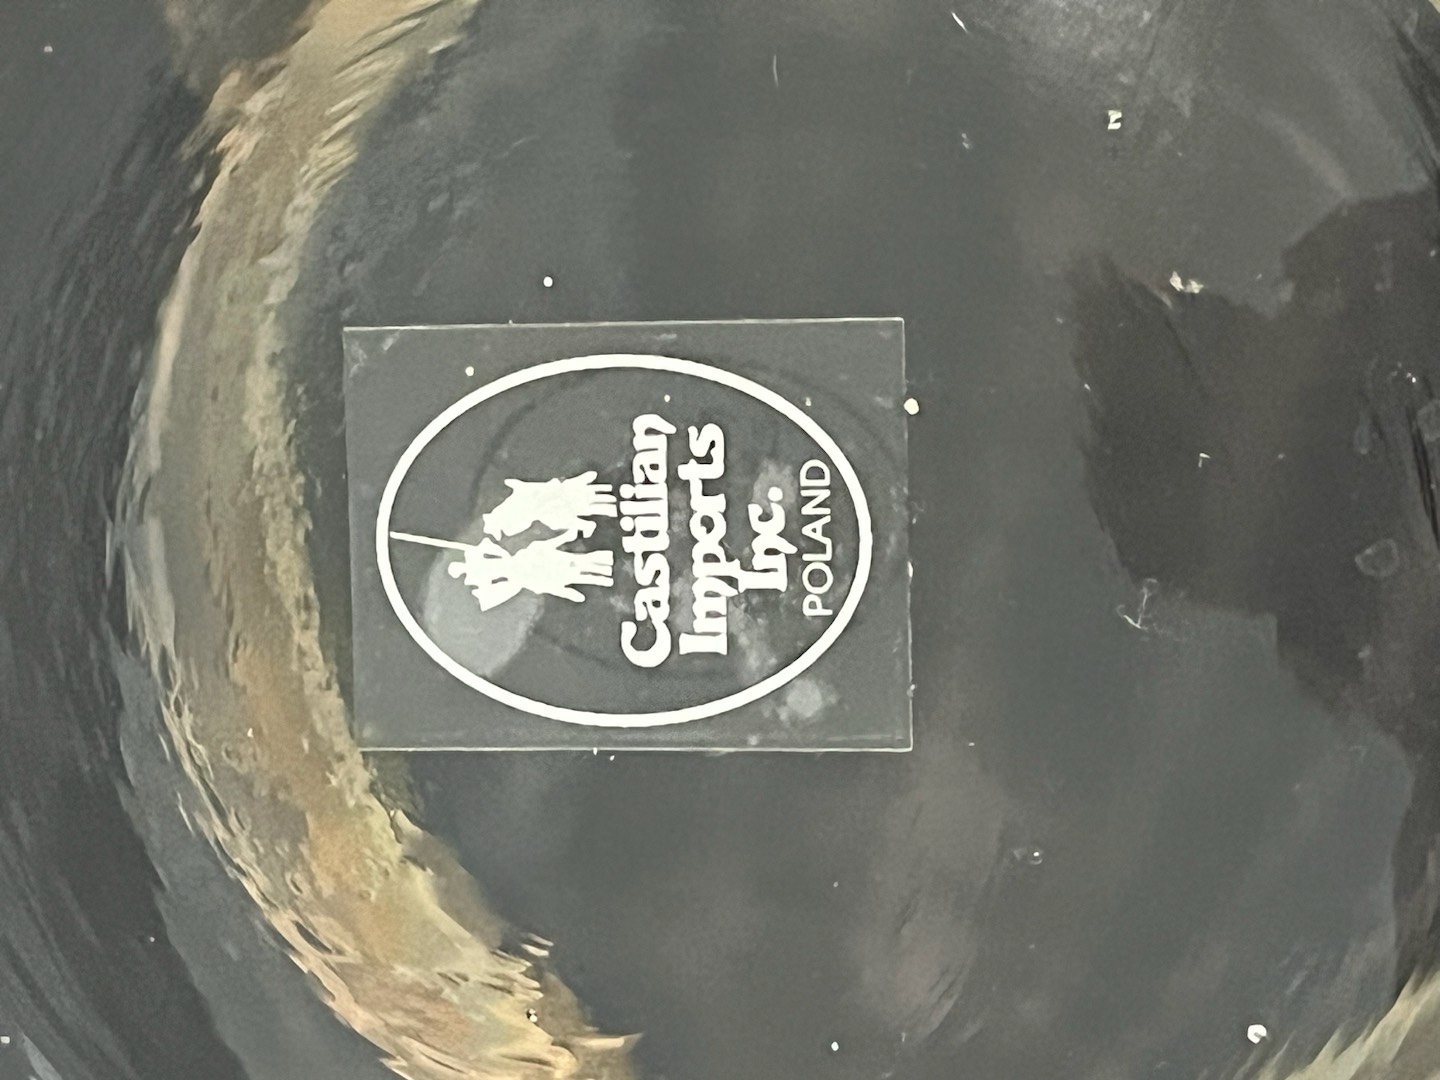 Castilian
Imports
Inc.
POLAND